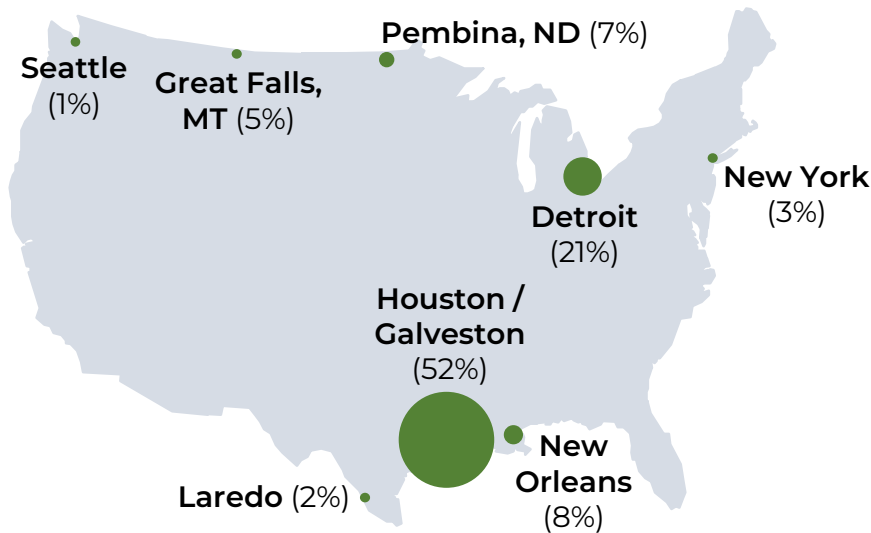 Pembina, ND (7%)
Seattle
(1%)
Great Falls,
MT (5%)
New York
(3%)
Detroit
(21%)
Houston /
Galveston
(52%)
New
Orleans
(8%)
Laredo (2%)